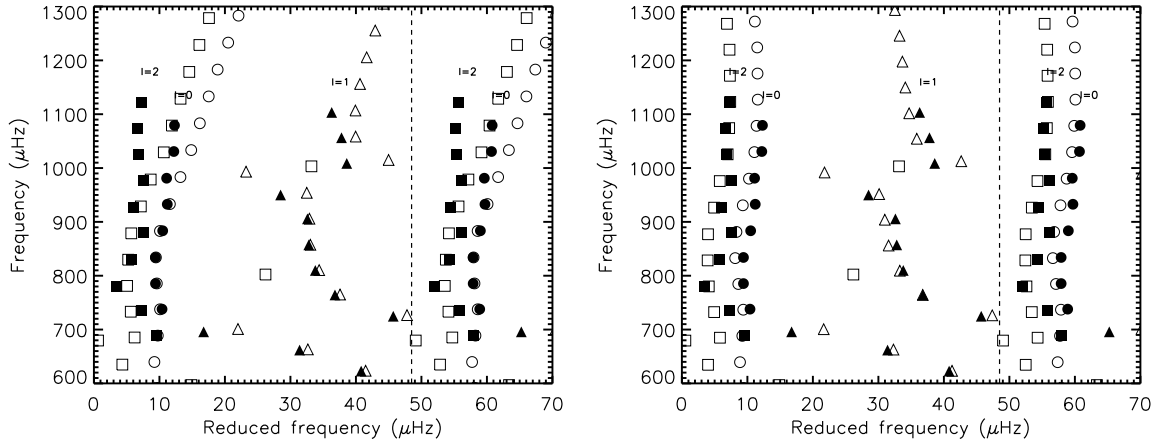 1300
1200
1100
1000
900
800
700
600
Frequency (μHz)
l=2
l=0
l=1
l=2
l=0
0 10 20 30 40 50 60 70
Reduced frequency (μHz)
1300
1200
1100
1000
900
800
700
600
Frequency (μHz)
l=2
l=0
l=1
l=2
l=0
0 10 20 30 40 50 60 70
Reduced frequency (μHz)